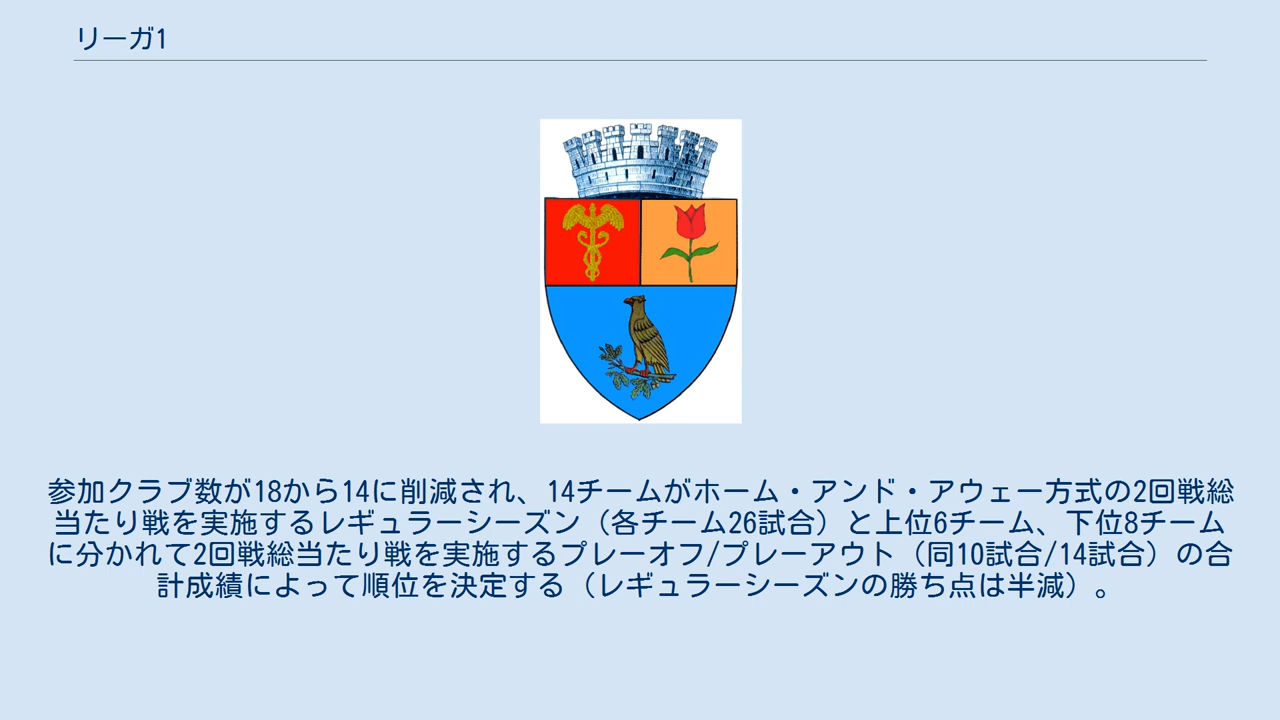 リーガ1
参加クラブ数が18から14に削減され、14チームがホーム・アンド・アウェー方式の2回戦総
当たり戦を実施するレギュラーシーズン（各チーム26試合）と上位6チーム、下位8チーム
に分かれて2回戦総当たり戦を実施するプレーオフ/プレーアウト（同10試合/14試合）の合
計成績によって順位を決定する（レギュラーシーズンの勝ち点は半減）。